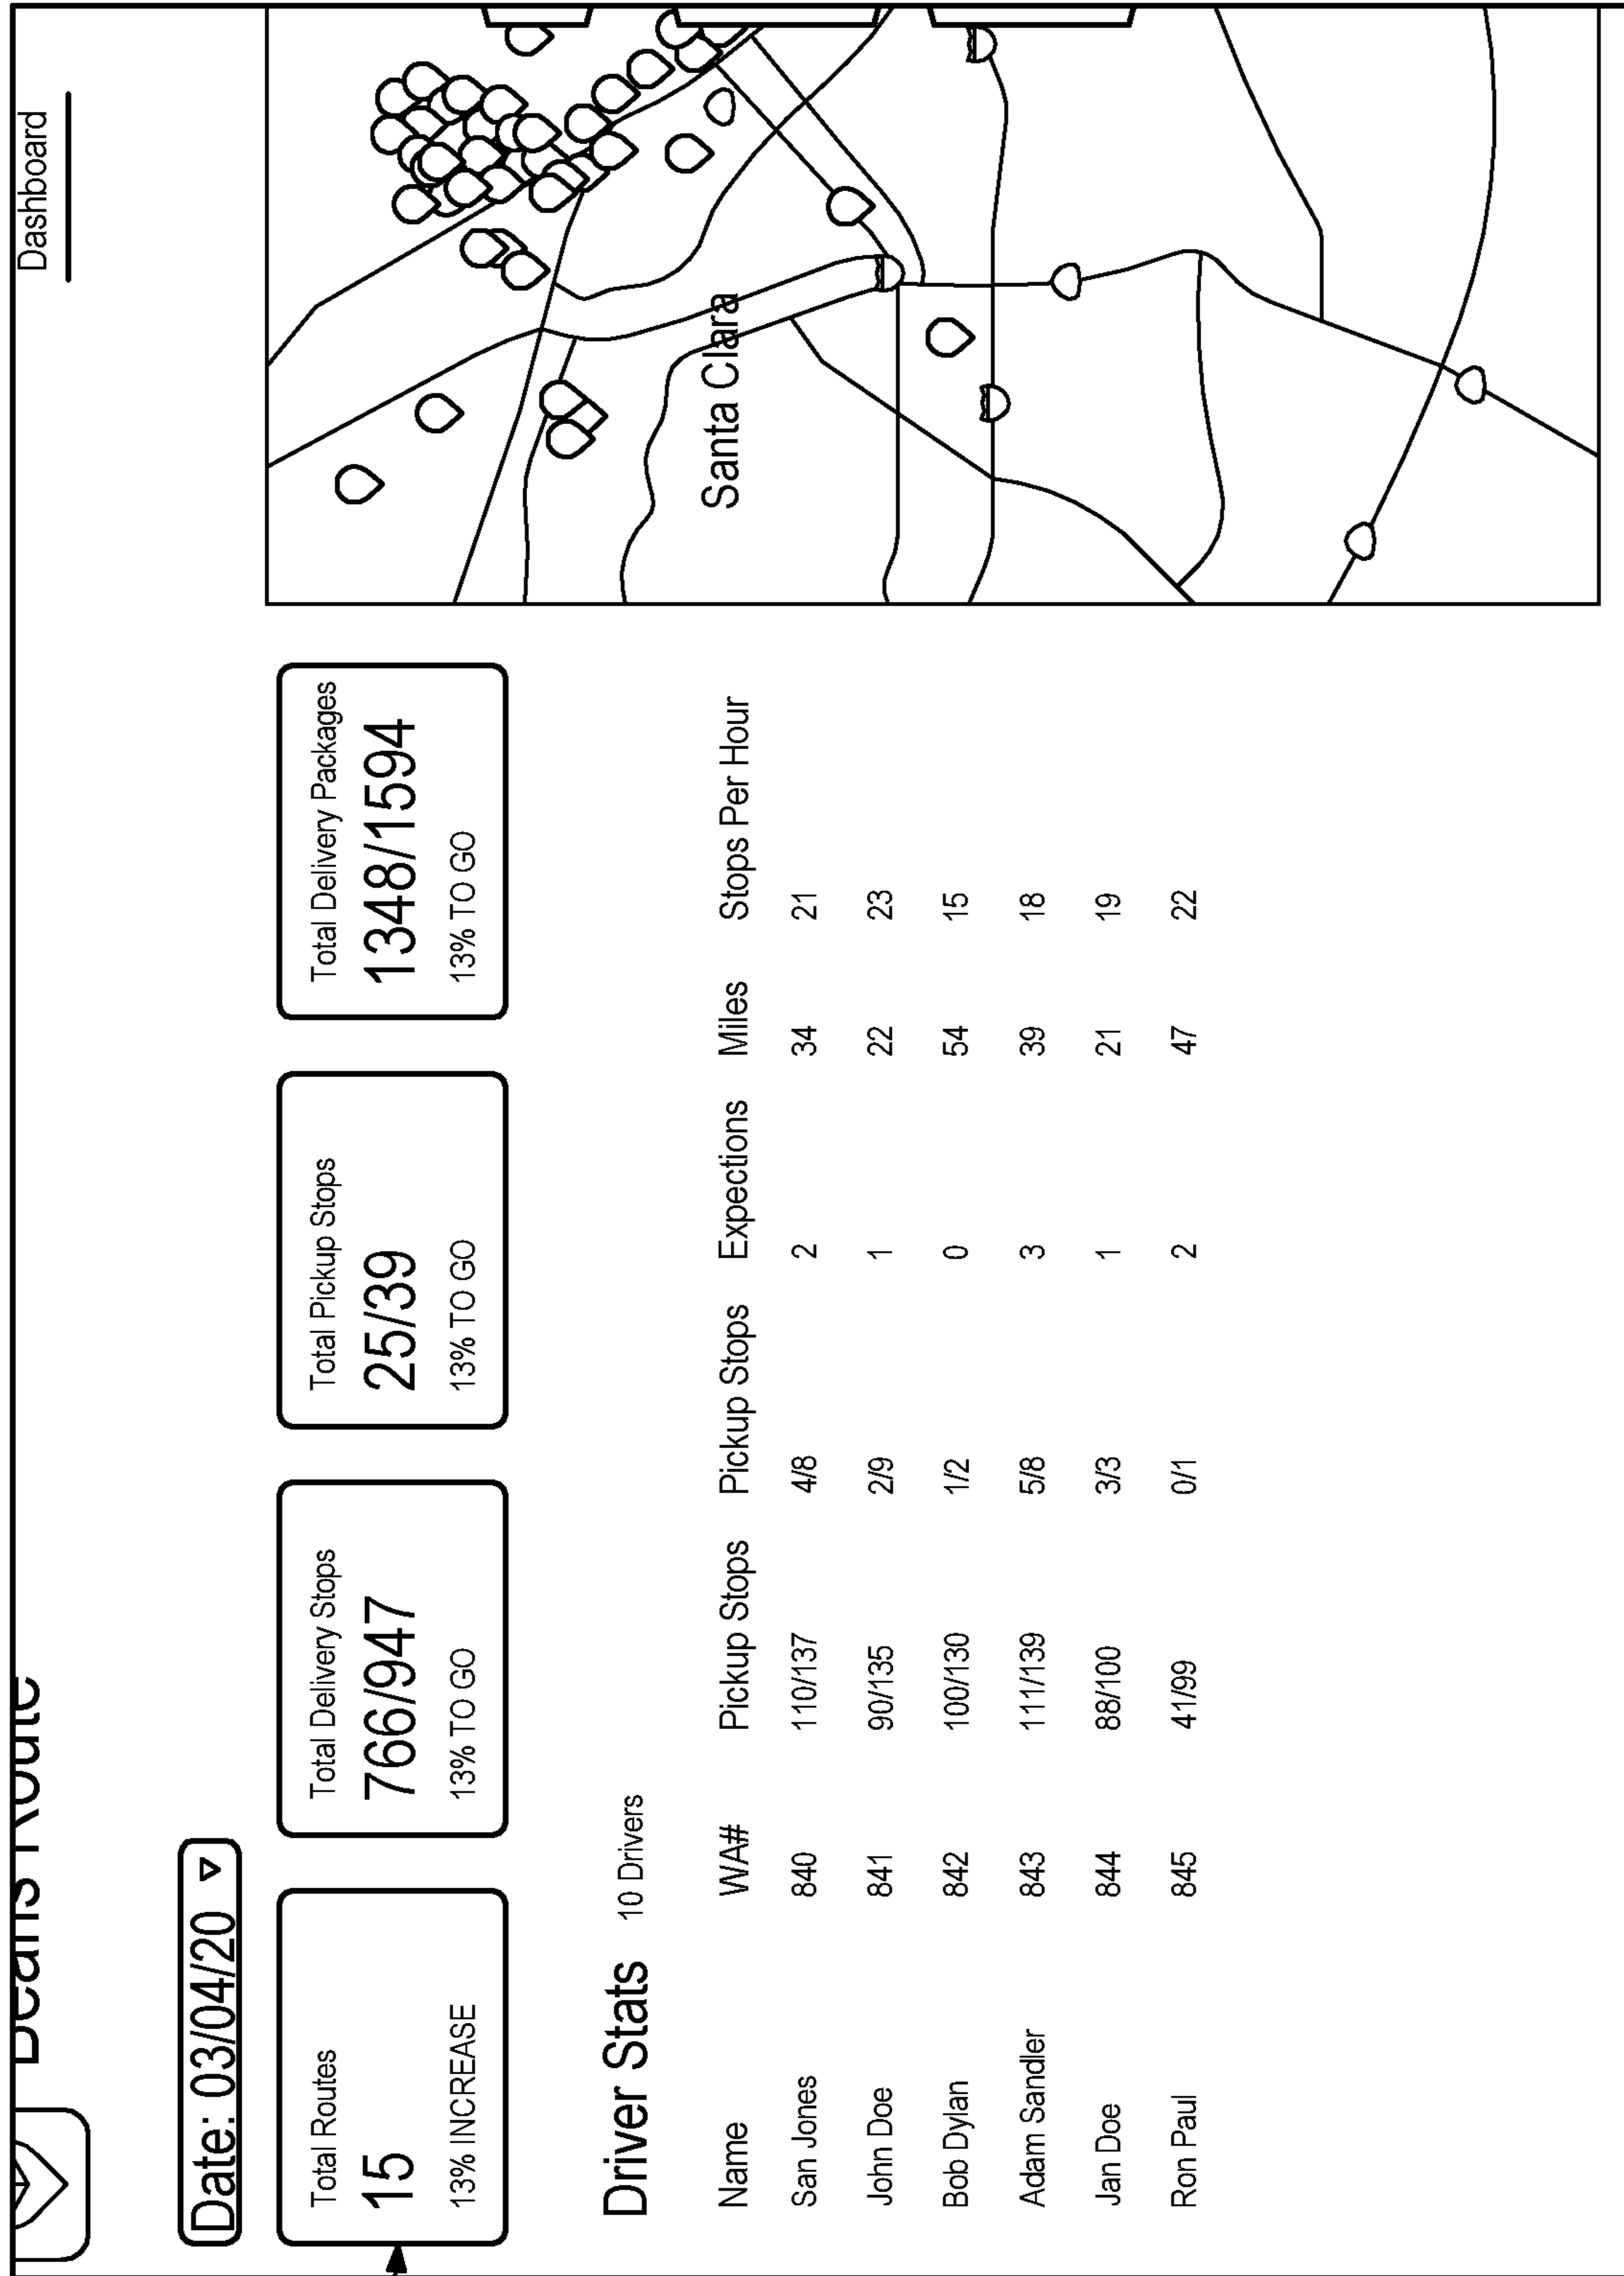 Beans Route
Dashboard
Date: 03/04/20
Total Routes
15
13% INCREASE
Total Delivery Stops
766/947
13% TO GO
Total Pickup Stops
25/39
13% TO GO
Total Delivery Packages
1348/1594
13% TO GO
Driver Stats 10 Drivers
Name WA# Pickup Stops Pickup Stops Expections Miles Stops Per Hour
San Jones 840 110/137 4/8 2 34 21
John Doe 841 90/135 2/9 1 22 23
Bob Dylan 842 100/130 1/2 0 54 15
Adam Sandler 843 111/139 5/8 3 39 18
Jan Doe 844 88/100 3/3 1 21 19
Ron Paul 845 41/99 0/1 2 47 22
Santa Clara